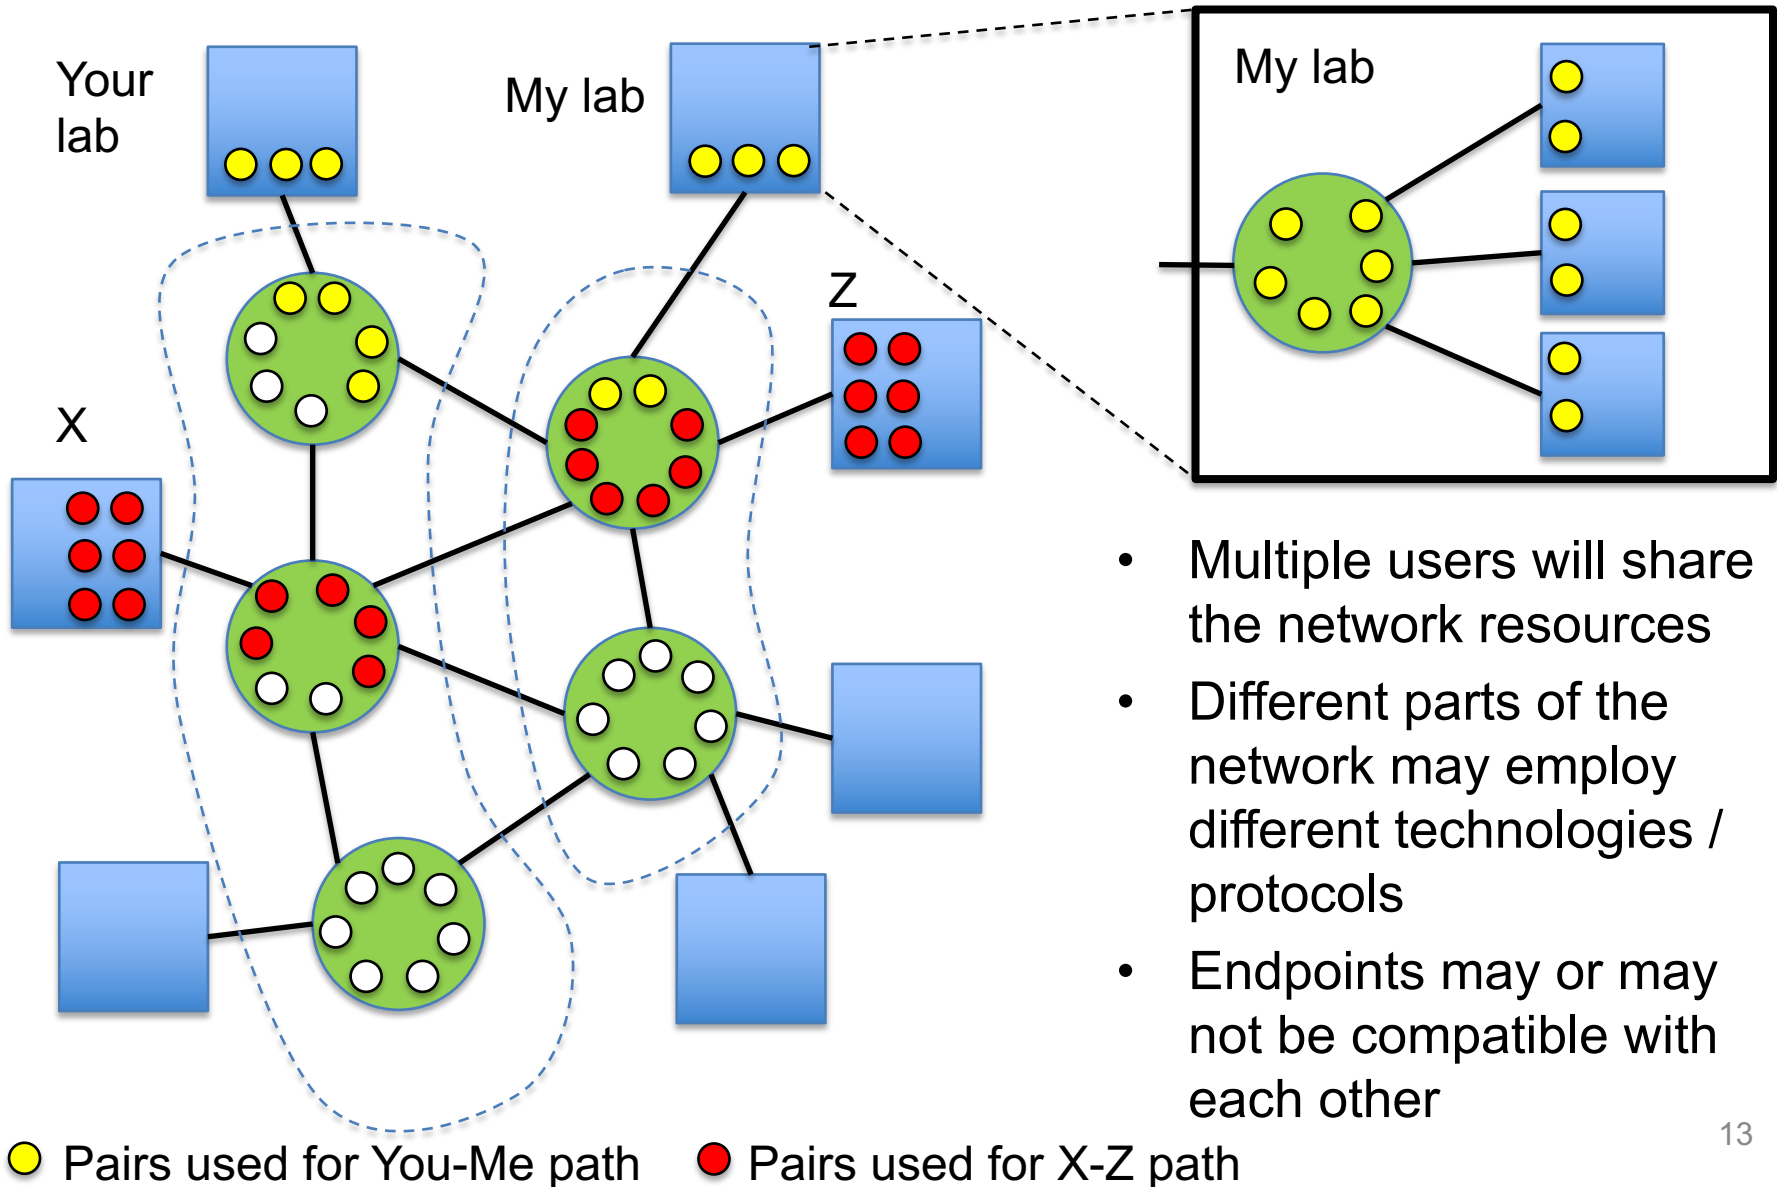 Your
lab
My lab
My lab
Z
X
• Multiple users will share
the network resources
• Different parts of the
network may employ
different technologies /
protocols
• Endpoints may or may
not be compatible with
each other
13
Pairs used for You-Me path
Pairs used for X-Z path